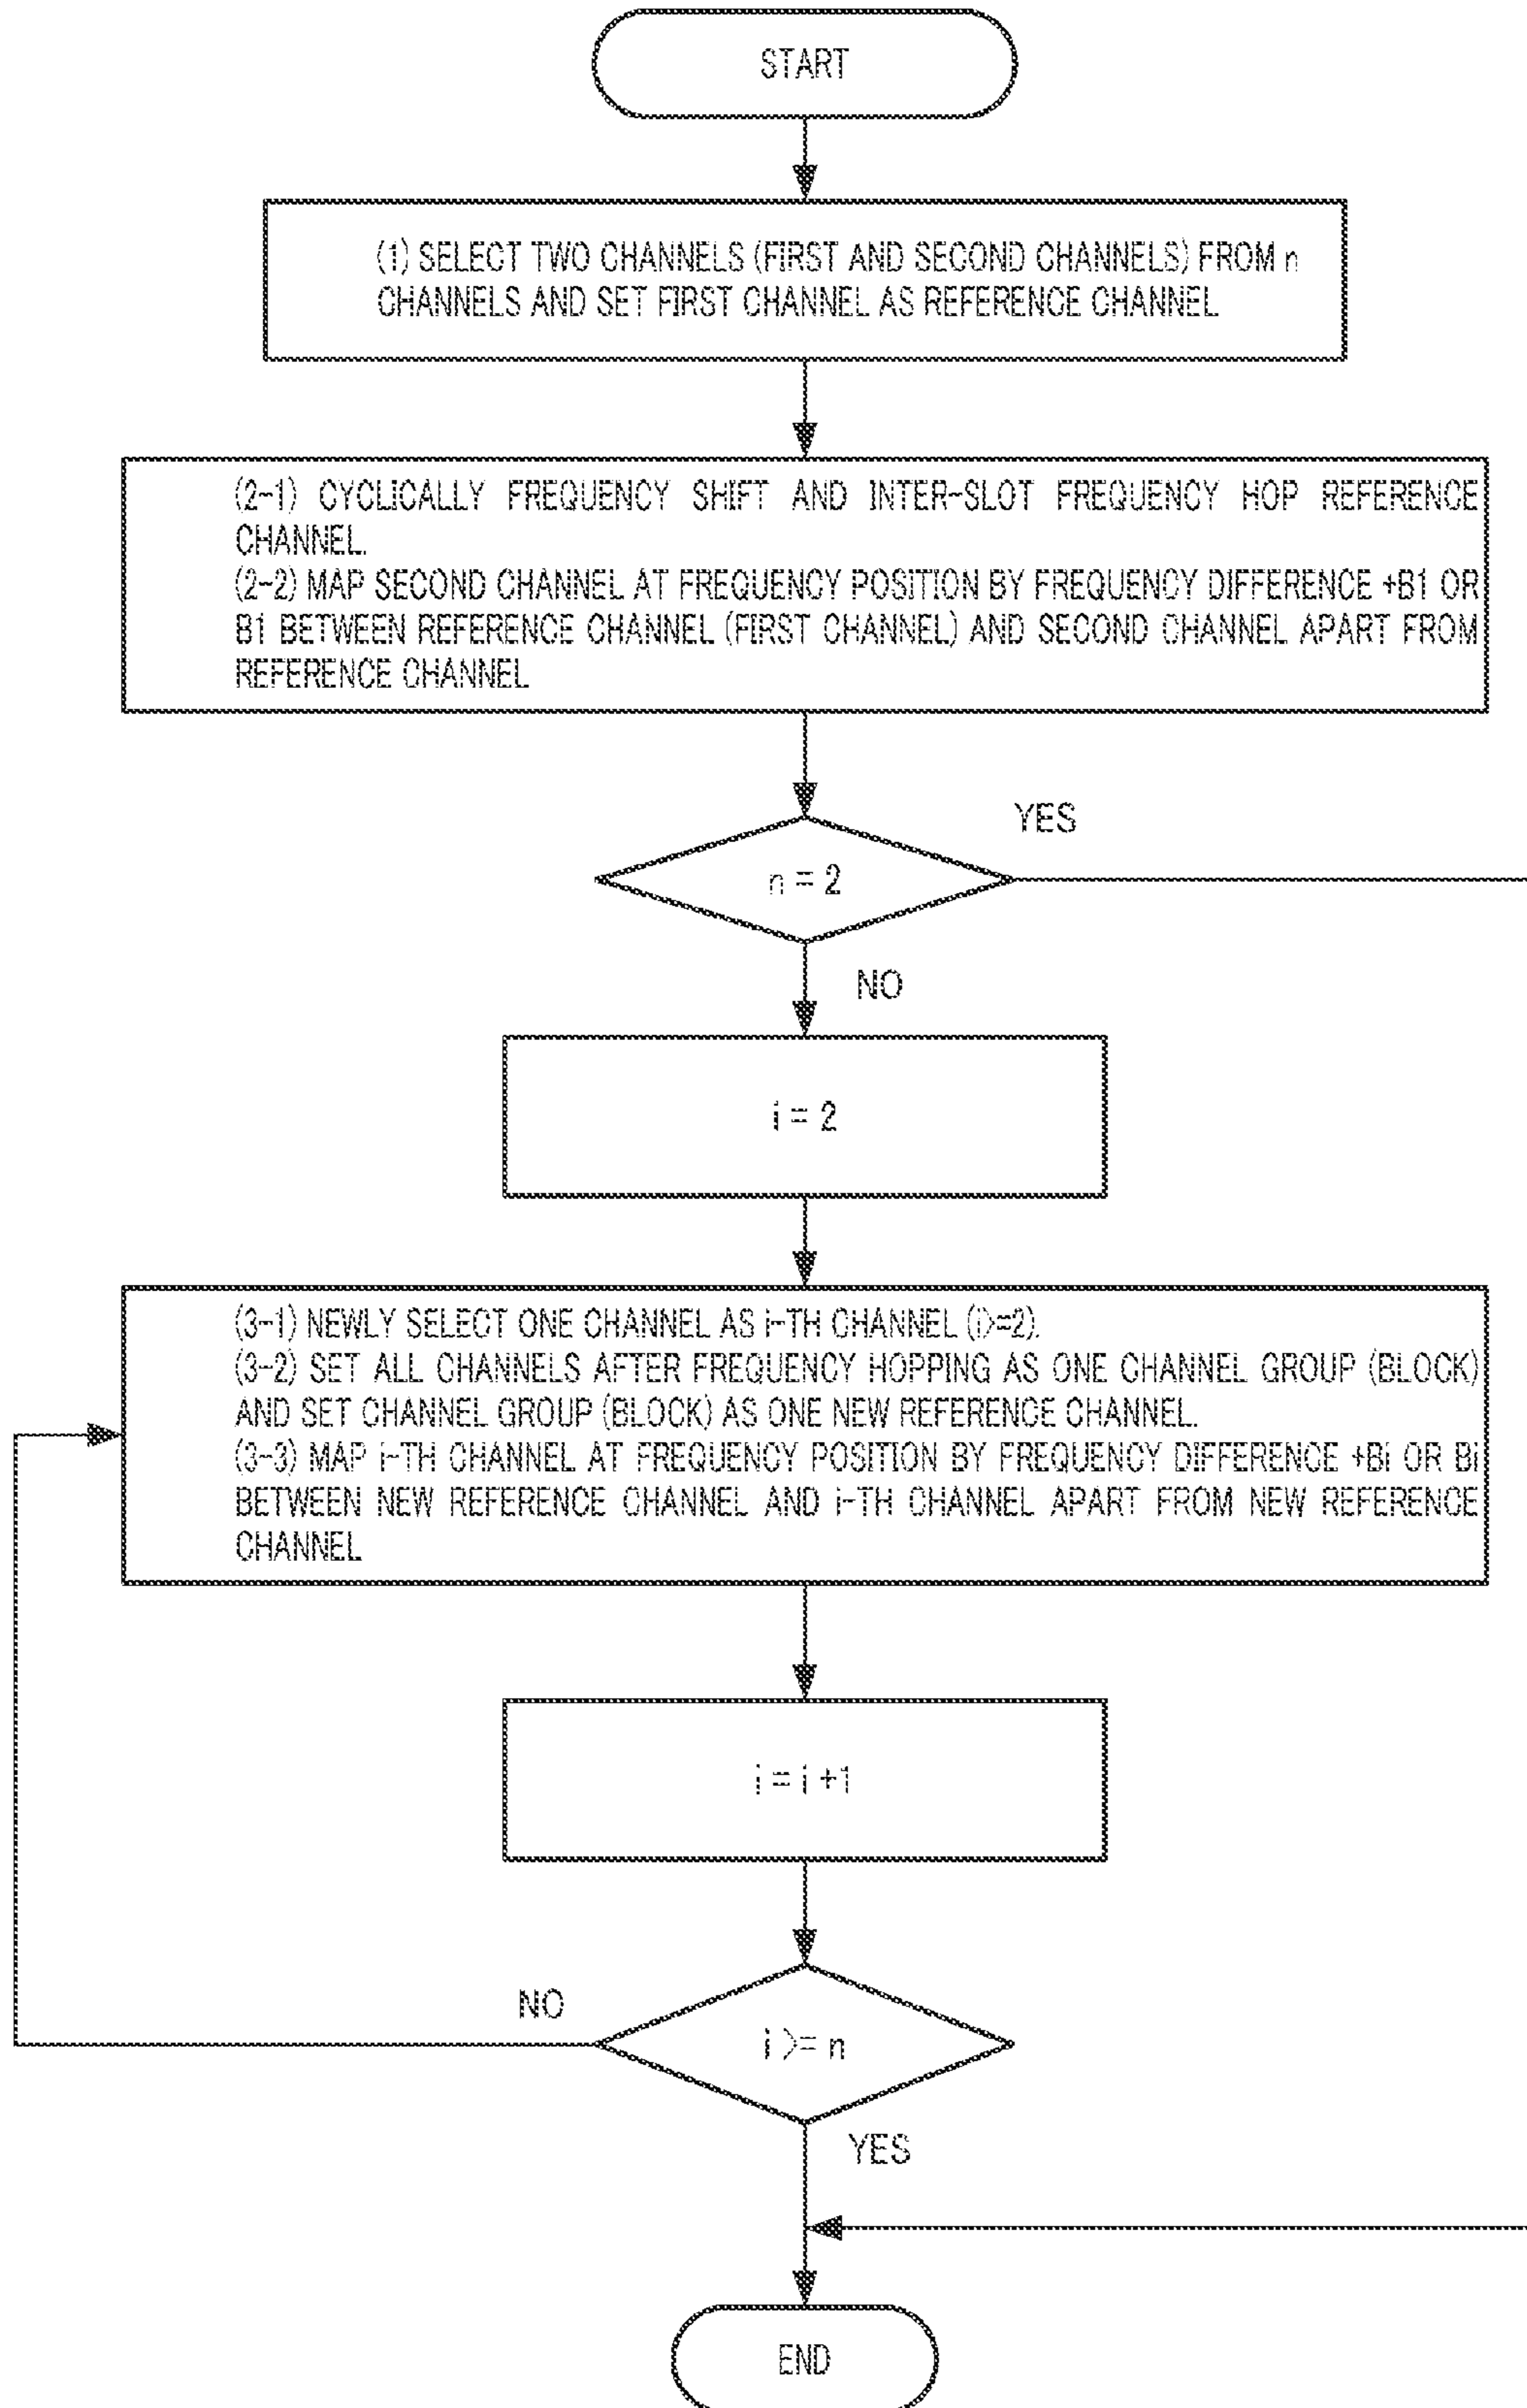 START
(1) SELECT TWO CHANNELS (FIRST AND SECOND CHANNELS) FROM n
CHANNELS AND SET FIRST CHANNEL AS REFERENCE CHANNEL
(2-1) CYCLICALLY FREQUENCY SHIFT AND INTER-SLOT FREQUENCY HOP REFERENCE
CHANNEL.
(2-2) MAP SECOND CHANNEL AT FREQUENCY POSITION BY FREQUENCY DIFFERENCE +B1 OR
B1 BETWEEN REFERENCE CHANNEL (FIRST CHANNEL) AND SECOND CHANNEL APART FROM
REFERENCE CHANNEL
YES
n = 2
NO
i = 2
(3-1) NEWLY SELECT ONE CHANNEL AS i-TH CHANNEL (i>=2).
(3-2) SET ALL CHANNELS AFTER FREQUENCY HOPPING AS ONE CHANNEL GROUP (BLOCK)
AND SET CHANNEL GROUP (BLOCK) AS ONE NEW REFERENCE CHANNEL.
(3-3) MAP i-TH CHANNEL AT FREQUENCY POSITION BY FREQUENCY DIFFERENCE +Bi OR Bi
BETWEEN NEW REFERENCE CHANNEL AND i-TH CHANNEL APART FROM NEW REFERENCE
CHANNEL
i = i +1
NO
i >= n
YES
END